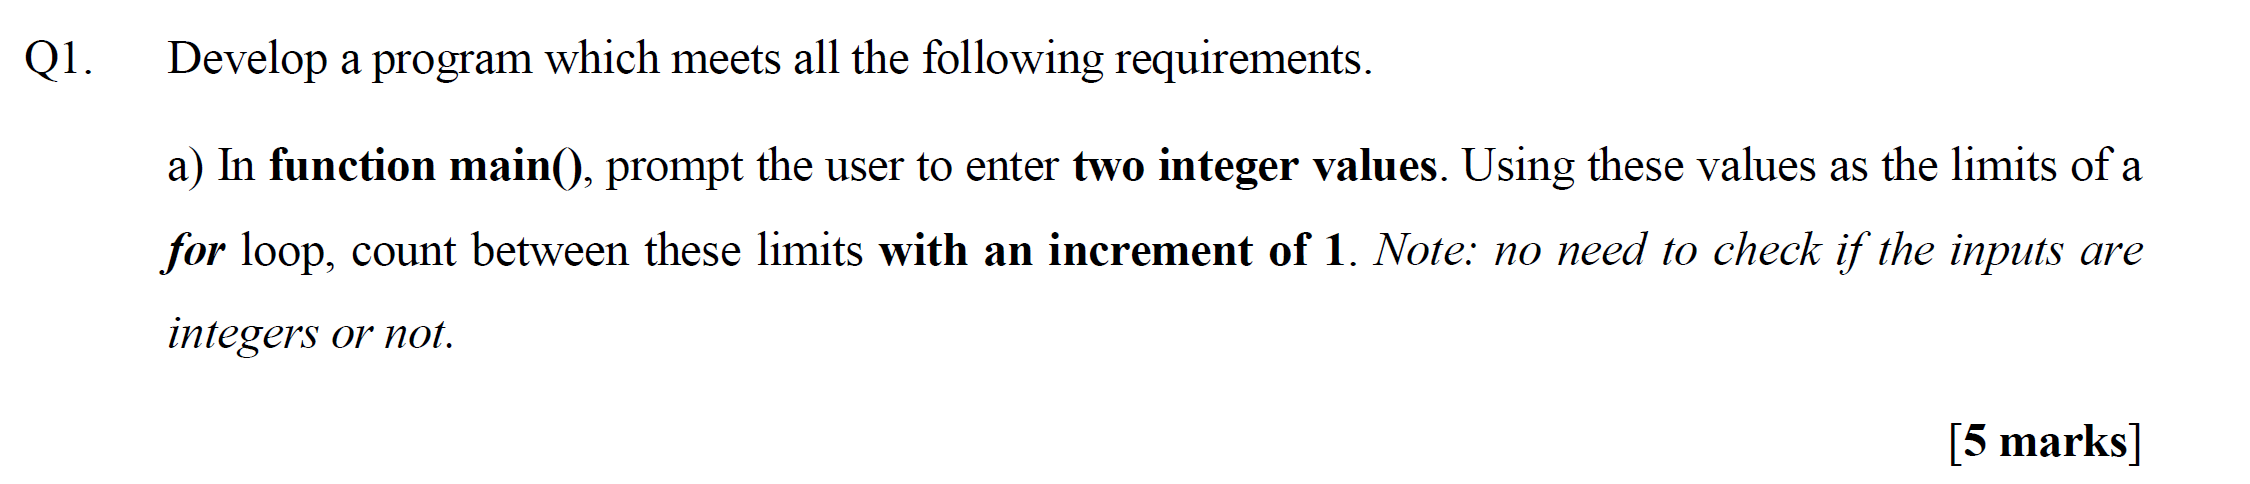 Q1. Develop a program which meets all the following requirements.
a) In function main(), prompt the user to enter two integer values. Using these values as the limits of a
for loop, count between these limits with an increment of 1. Note: no need to check if the inputs are
integers or not.
[5 marks]